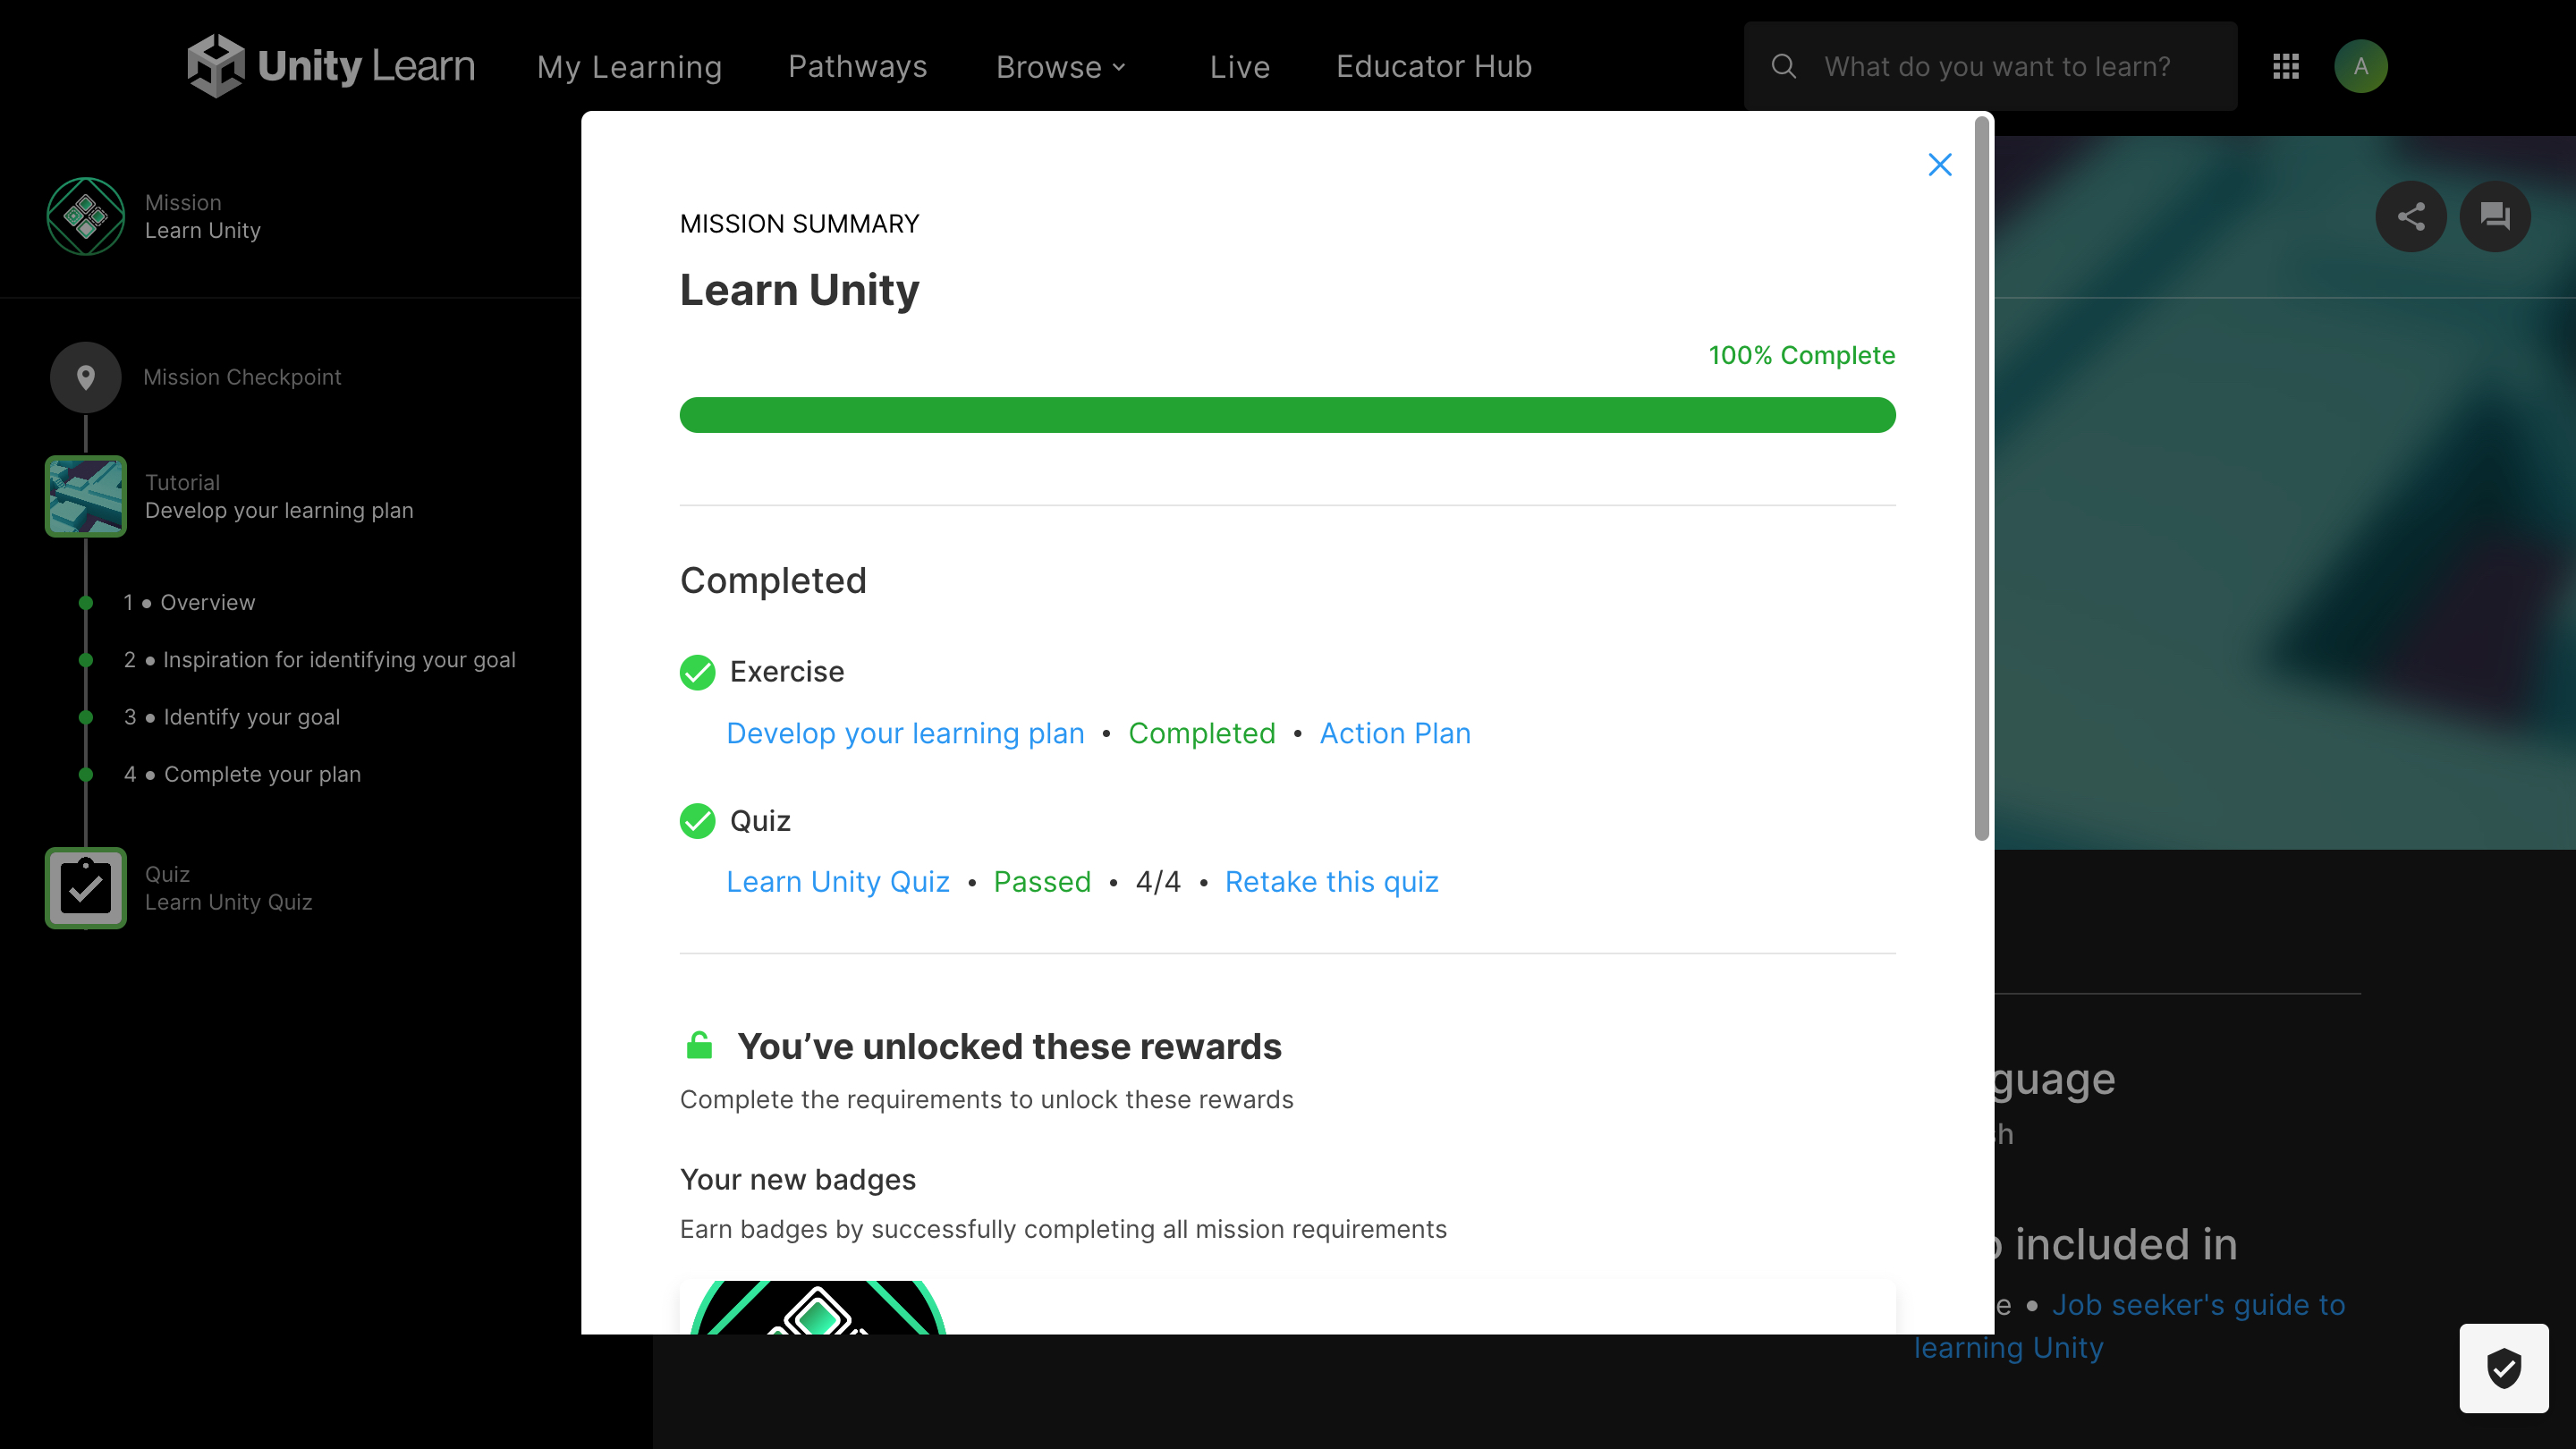 Unity Learn
My Learning
Pathways
Browse
Live
Educator Hub
What do you want to learn?
A
Mission
Learn Unity
Mission Checkpoint
Tutorial
Develop your learning plan
1 • Overview
2 • Inspiration for identifying your goal
3 • Identify your goal
4 • Complete your plan
Quiz
Learn Unity Quiz
MISSION SUMMARY
Learn Unity
100% Complete
Completed
Exercise
Develop your learning plan • Completed • Action Plan
Quiz
Learn Unity Quiz • Passed • 4/4 • Retake this quiz
You’ve unlocked these rewards
Complete the requirements to unlock these rewards
Your new badges
Earn badges by successfully completing all mission requirements
included in
• Job seeker's guide to
learning Unity